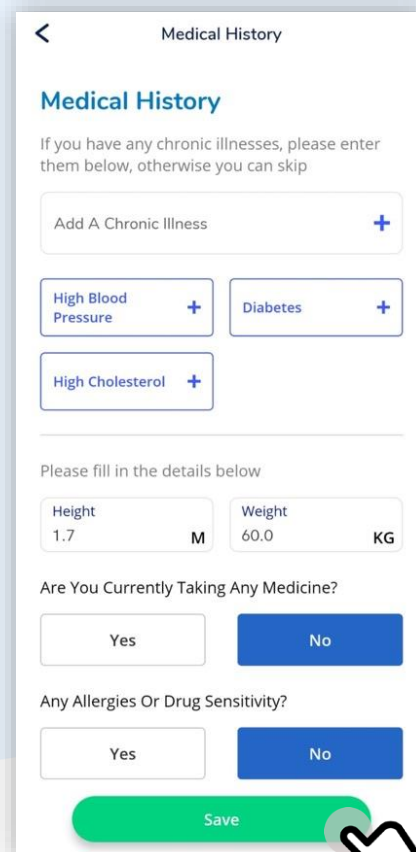 Medical History
Medical History
If you have any chronic illnesses, please enter
them below, otherwise you can skip
Add A Chronic Illness +
High Blood
Pressure +
Diabetes +
High Cholesterol +
Please fill in the details below
Height
1.7 M
Weight
60.0 KG
Are You Currently Taking Any Medicine?
Yes No
Any Allergies Or Drug Sensitivity?
Yes No
Save